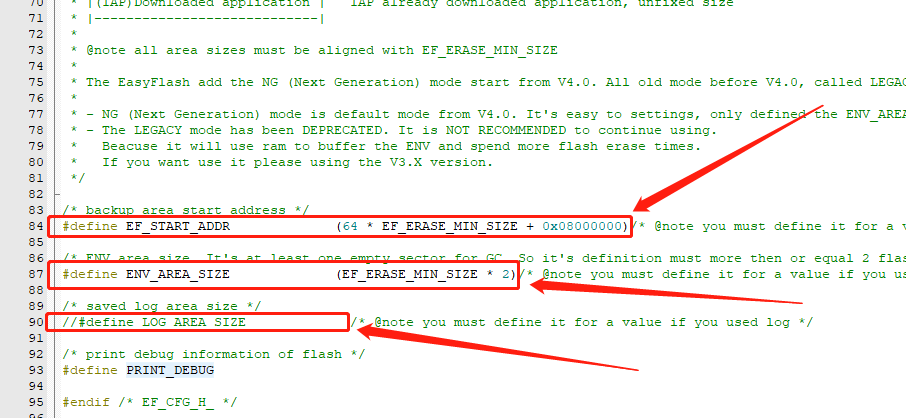 70 * |(IAP)Downloaded application | IAP already downloaded application, unfixed size
71 * |----------------------------|
72 *
73 * @note all area sizes must be aligned with EF_ERASE_MIN_SIZE
74 *
75 * The EasyFlash add the NG (Next Generation) mode start from V4.0. All old mode before V4.0, called LEGAC
76 *
77 * - NG (Next Generation) mode is default mode from V4.0. It's easy to settings, only defined the ENV_AREA
78 * - The LEGACY mode has been DEPRECATED. It is NOT RECOMMENDED to continue using.
79 *   Beacuse it will use ram to buffer the ENV and spend more flash erase times.
80 *   If you want use it please using the V3.X version.
81 */
82
83 /* backup area start address */
84 #define EF_START_ADDR (64 * EF_ERASE_MIN_SIZE + 0x08000000)/* @note you must define it for a v
85
86 /* ENV area size. It's at least one empty sector for GC. So it's definition must more then or equal 2 flas
87 #define ENV_AREA_SIZE (EF_ERASE_MIN_SIZE * 2)/* @note you must define it for a value if you us
88
89 /* saved log area size */
90 //#define LOG_AREA_SIZE /* @note you must define it for a value if you used log */
91
92 /* print debug information of flash */
93 #define PRINT_DEBUG
94
95 #endif /* EF_CFG_H_ */
96